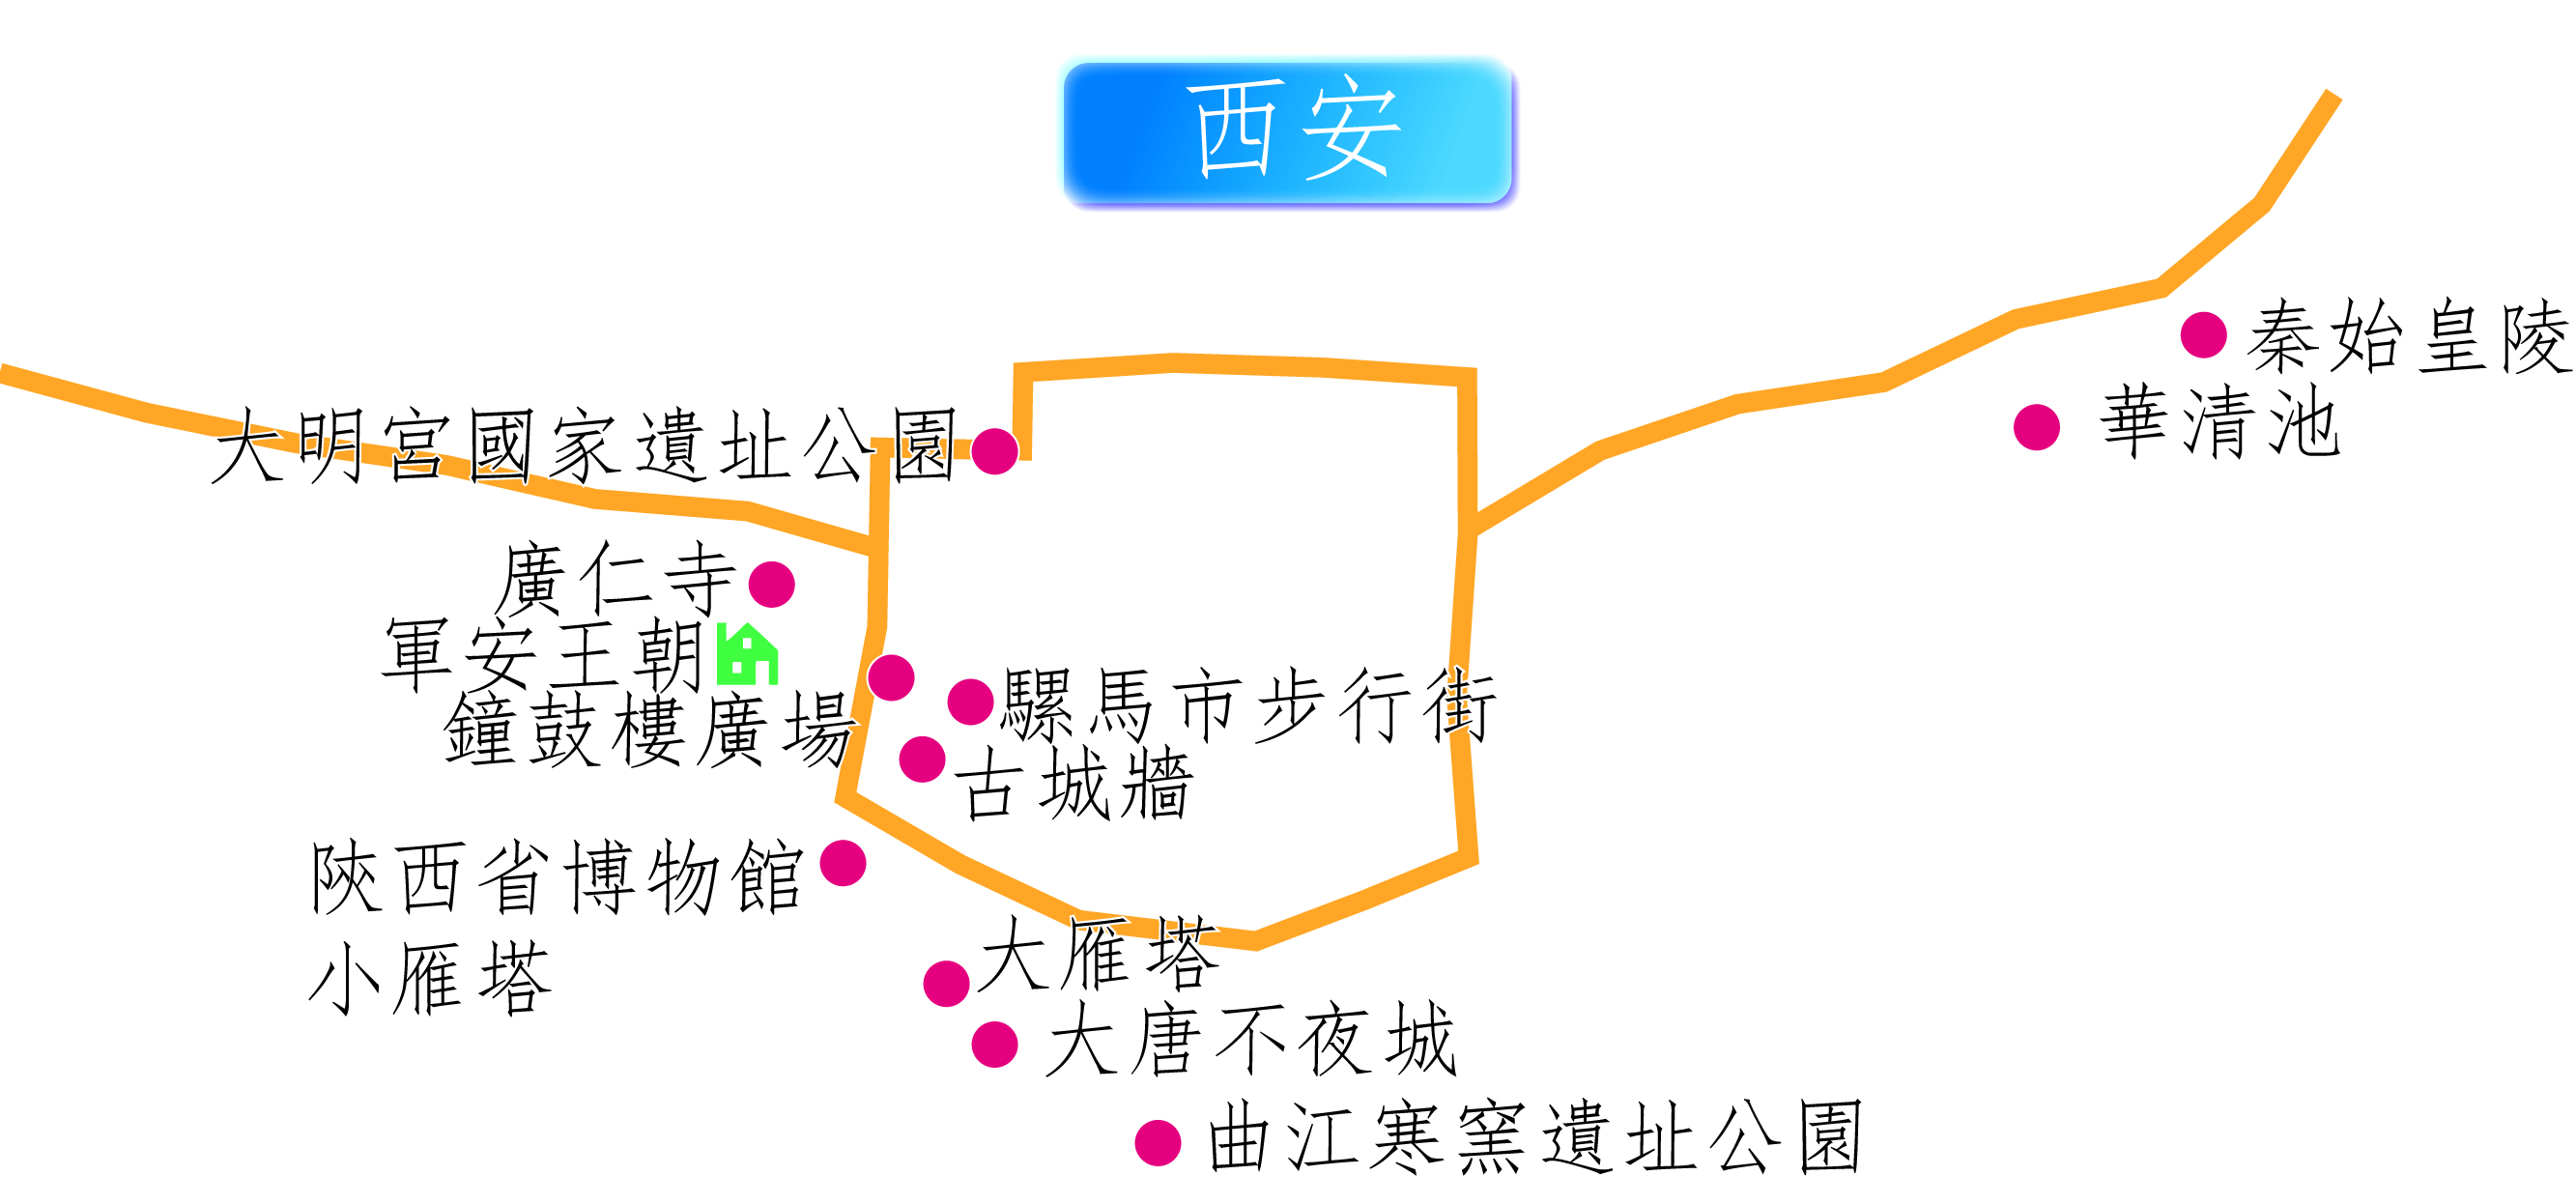 西安
秦始皇陵
華清池
大明宮國家遺址公園
廣仁寺
軍安王朝
鐘鼓樓廣場
騾馬市步行街
古城牆
陝西省博物館
小雁塔
大雁塔
大唐不夜城
曲江寒窯遺址公園